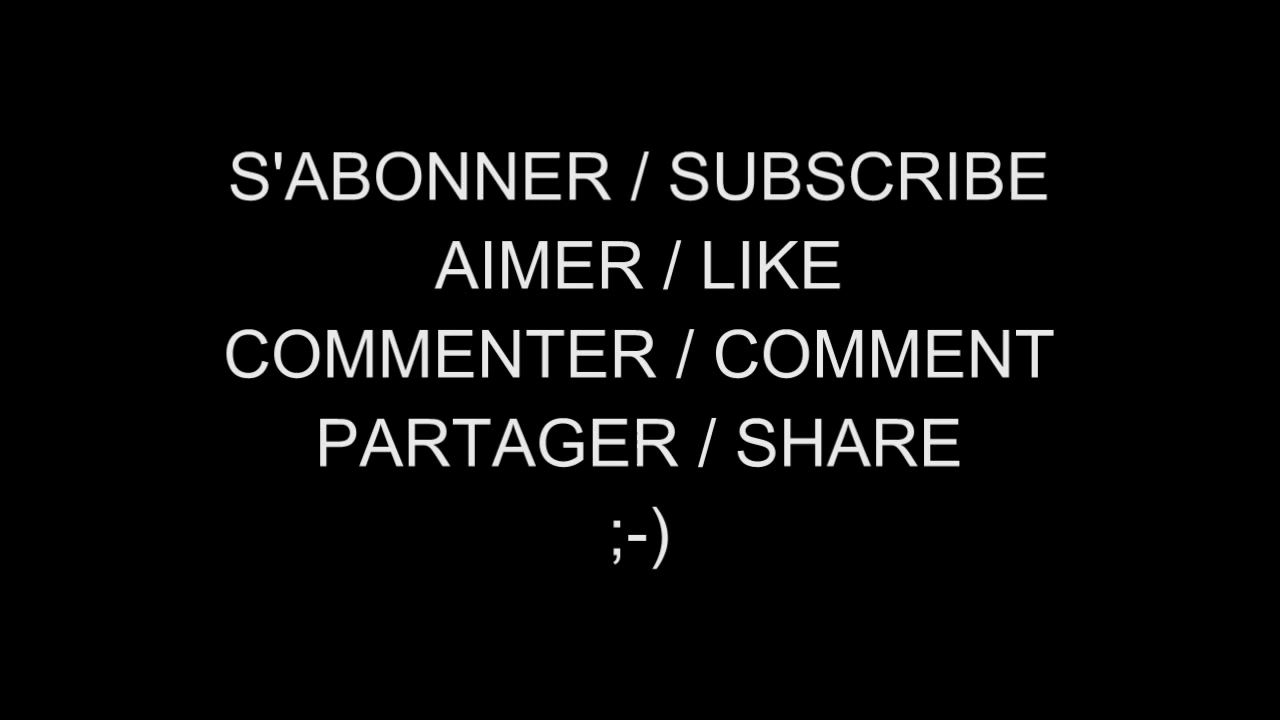 S'ABONNER / SUBSCRIBE
AIMER / LIKE
COMMENTER / COMMENT
PARTAGER / SHARE
;-)